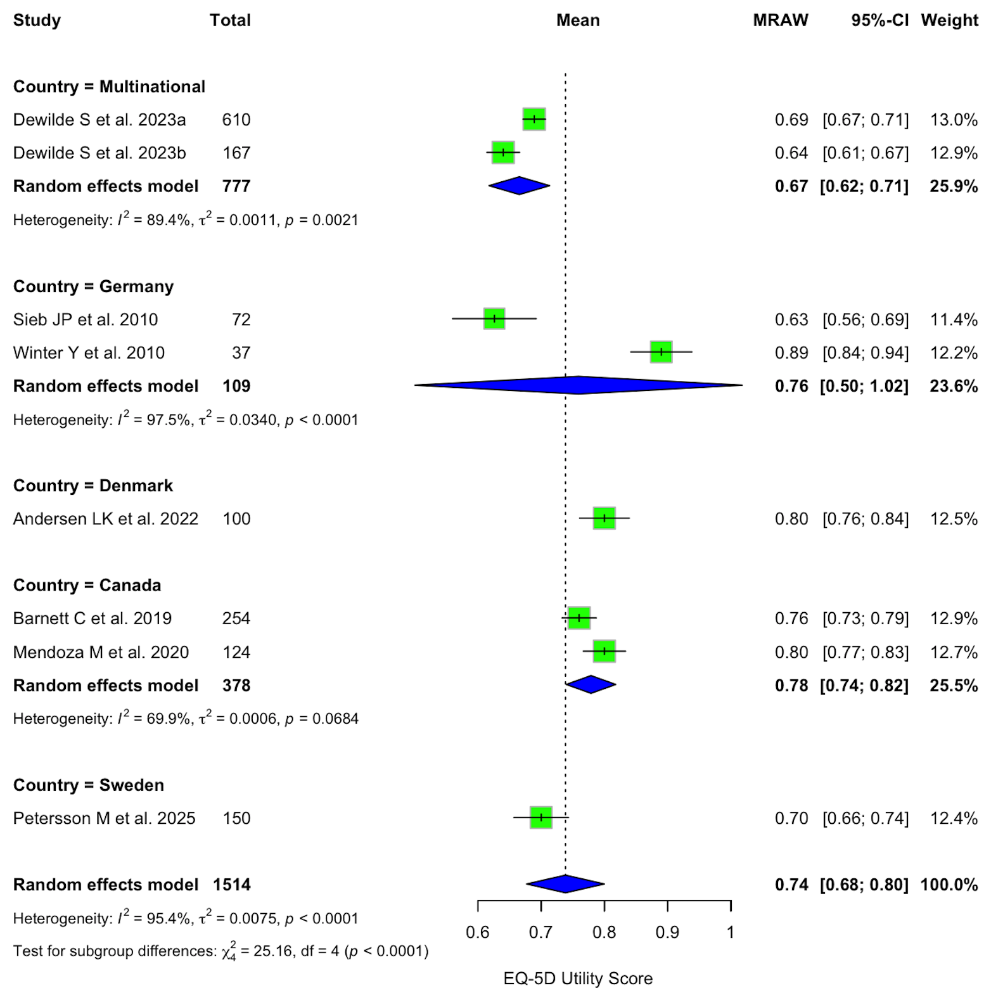 Study Total Mean MRAW 95%-CI Weight
Country = Multinational
Dewilde S et al. 2023a 610 0.69 [0.67; 0.71] 13.0%
Dewilde S et al. 2023b 167 0.64 [0.61; 0.67] 12.9%
Random effects model 777 0.67 [0.62; 0.71] 25.9%
Heterogeneity: I² = 89.4%, τ² = 0.0011, p = 0.0021
Country = Germany
Sieb JP et al. 2010 72 0.63 [0.56; 0.69] 11.4%
Winter Y et al. 2010 37 0.89 [0.84; 0.94] 12.2%
Random effects model 109 0.76 [0.50; 1.02] 23.6%
Heterogeneity: I² = 97.5%, τ² = 0.0340, p < 0.0001
Country = Denmark
Andersen LK et al. 2022 100 0.80 [0.76; 0.84] 12.5%
Country = Canada
Barnett C et al. 2019 254 0.76 [0.73; 0.79] 12.9%
Mendoza M et al. 2020 124 0.80 [0.77; 0.83] 12.7%
Random effects model 378 0.78 [0.74; 0.82] 25.5%
Heterogeneity: I² = 69.9%, τ² = 0.0006, p = 0.0684
Country = Sweden
Petersson M et al. 2025 150 0.70 [0.66; 0.74] 12.4%
Random effects model 1514 0.74 [0.68; 0.80] 100.0%
Heterogeneity: I² = 95.4%, τ² = 0.0075, p < 0.0001
0.6 0.7 0.8 0.9 1
Test for subgroup differences: χ²₄ = 25.16, df = 4 (p < 0.0001)
EQ-5D Utility Score